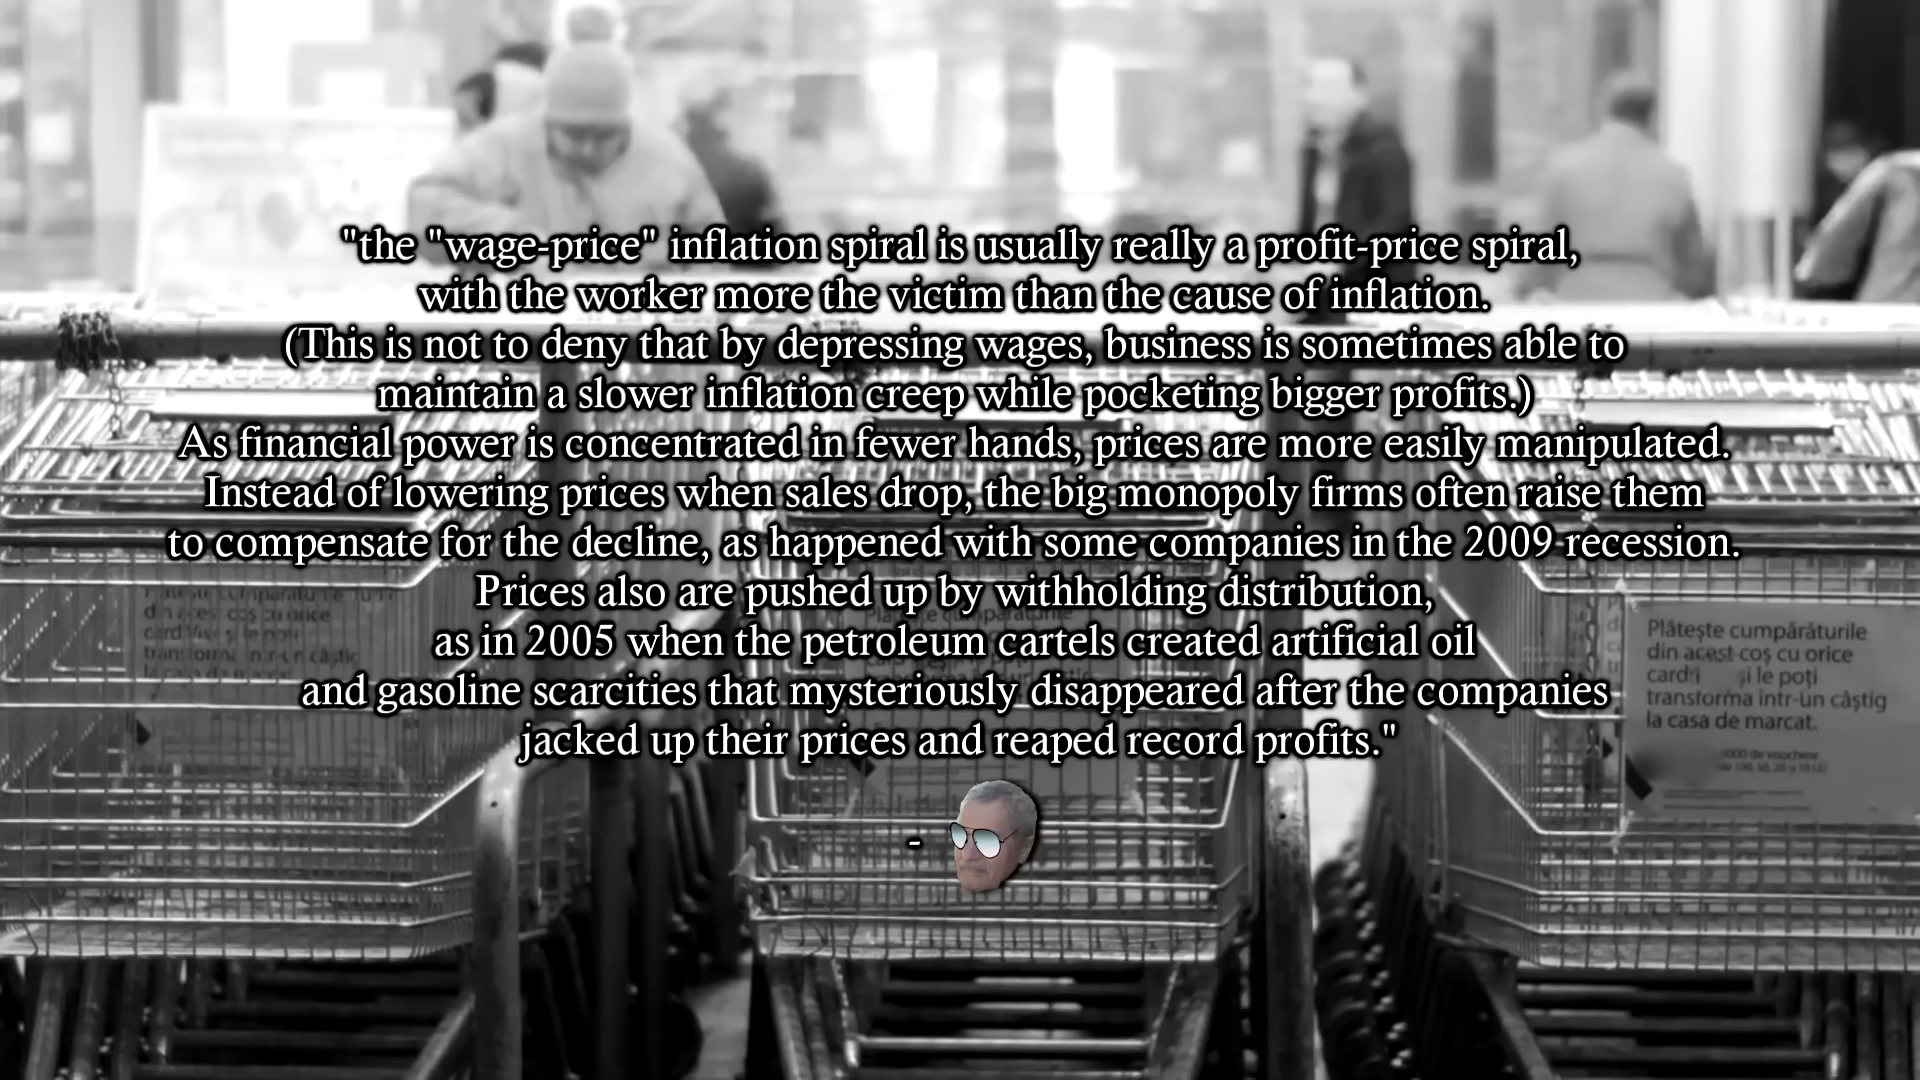 "the "wage-price" inflation spiral is usually really a profit-price spiral,
with the worker more the victim than the cause of inflation.
(This is not to deny that by depressing wages, business is sometimes able to
maintain a slower inflation creep while pocketing bigger profits.)
As financial power is concentrated in fewer hands, prices are more easily manipulated.
Instead of lowering prices when sales drop, the big monopoly firms often raise them
to compensate for the decline, as happened with some companies in the 2009 recession.
Prices also are pushed up by withholding distribution,
as in 2005 when the petroleum cartels created artificial oil
and gasoline scarcities that mysteriously disappeared after the companies
jacked up their prices and reaped record profits."
-
Plătește cumpărăturile
din acest coș cu orice
card și le poți
transforma într-un câștig
la casa de marcat.
5000 de vouchere